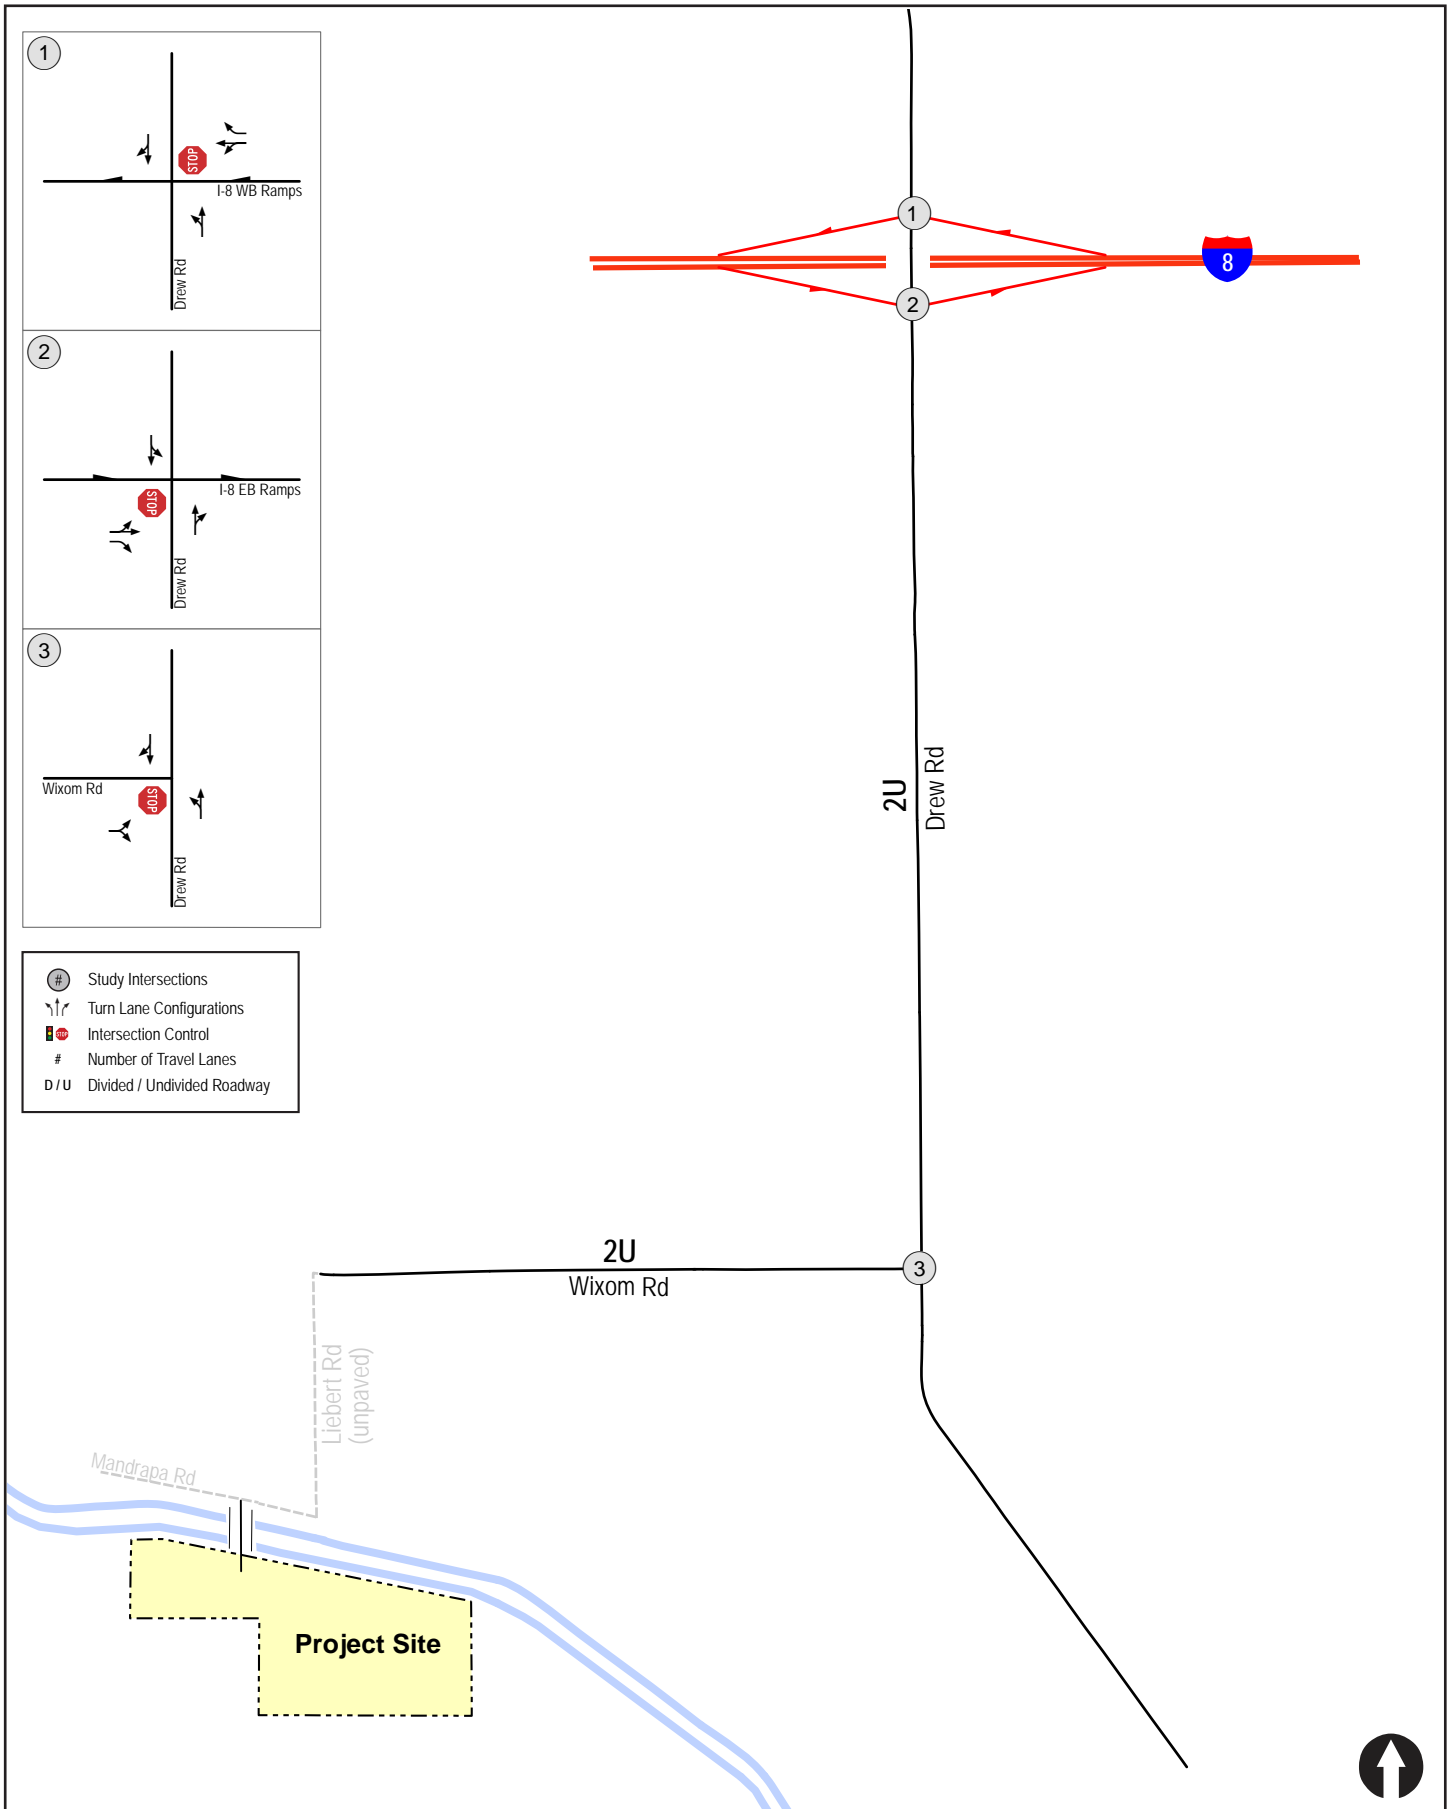 1
STOP
I-8 WB Ramps
Drew Rd
2
STOP
I-8 EB Ramps
Drew Rd
3
Wixom Rd
STOP
Drew Rd
# Study Intersections
Turn Lane Configurations
STOP Intersection Control
# Number of Travel Lanes
D / U Divided / Undivided Roadway
1
8
2
2U
Drew Rd
2U
Wixom Rd
3
Liebert Rd
(unpaved)
Mandrapa Rd
Project Site